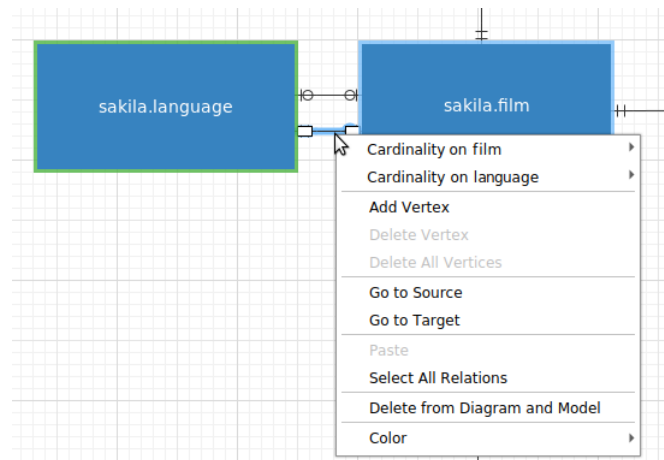 sakila.language
sakila.film
Cardinality on film
Cardinality on language
Add Vertex
Delete Vertex
Delete All Vertices
Go to Source
Go to Target
Paste
Select All Relations
Delete from Diagram and Model
Color